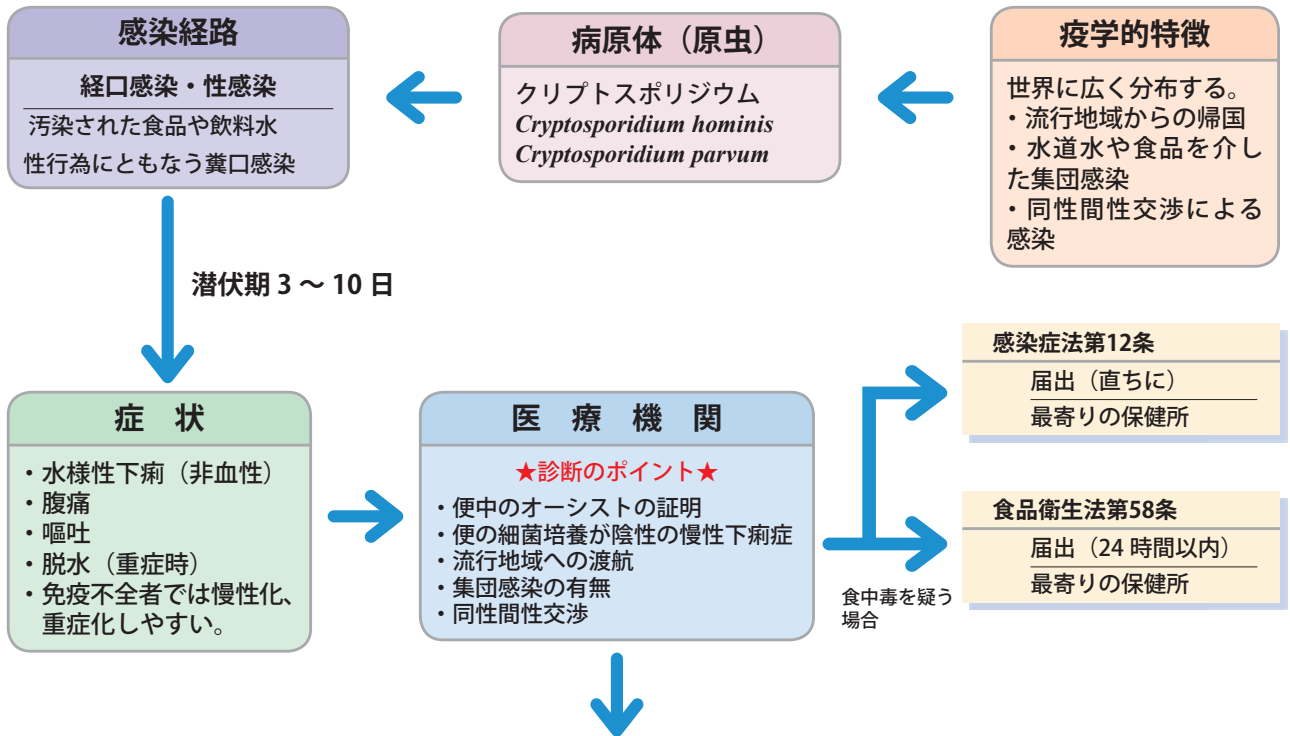 感染経路
経口感染・性感染
汚染された食品や飲料水
性行為にともなう糞口感染
病原体（原虫）
クリプトスポリジウム
Cryptosporidium hominis
Cryptosporidium parvum
疫学的特徴
世界に広く分布する。
・流行地域からの帰国
・水道水や食品を介し
た集団感染
・同性間性交渉による
感染
潜伏期 3 ～ 10 日
症　状
・水様性下痢（非血性）
・腹痛
・嘔吐
・脱水（重症時）
・免疫不全者では慢性化、
重症化しやすい。
医　療　機　関
★診断のポイント★
・便中のオーシストの証明
・便の細菌培養が陰性の慢性下痢症
・流行地域への渡航
・集団感染の有無
・同性間性交渉
感染症法第12条
届出（直ちに）
最寄りの保健所
食中毒を疑う
場合
食品衛生法第58条
届出（24 時間以内）
最寄りの保健所